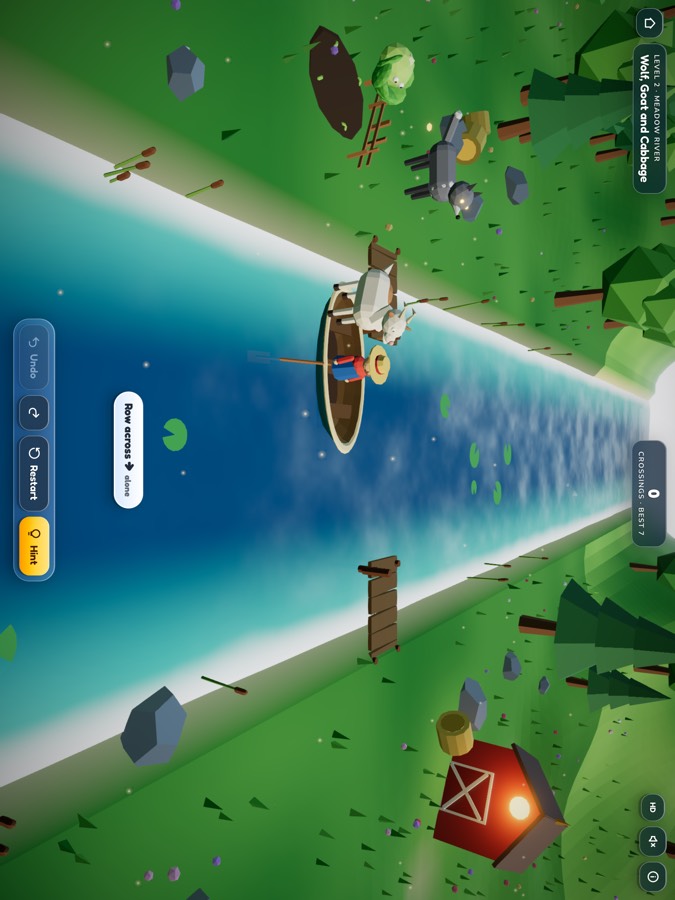 LEVEL 2 · MEADOW RIVER
Wolf, Goat and Cabbage
0
CROSSINGS · BEST 7
HD
Row across → alone
Undo
Restart
Hint